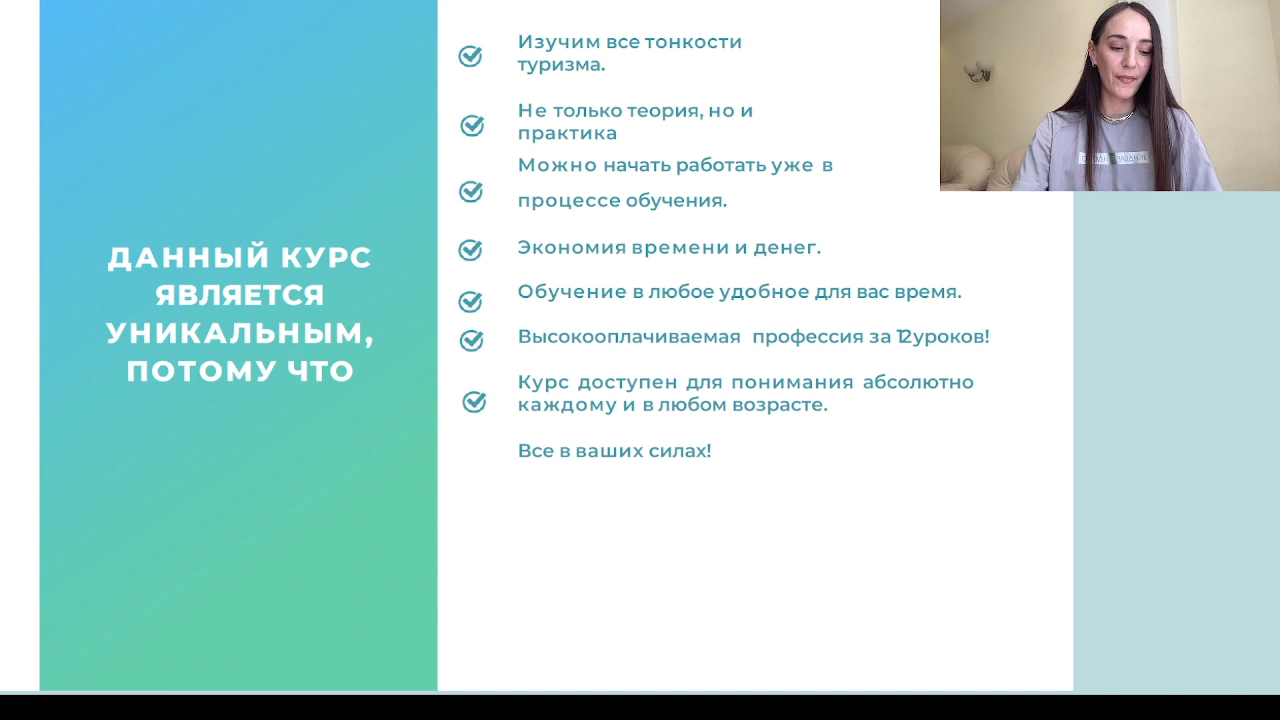 ДАННЫЙ КУРС
ЯВЛЯЕТСЯ
УНИКАЛЬНЫМ,
ПОТОМУ ЧТО
Изучим все тонкости
туризма.
Не только теория, но и
практика
Можно начать работать уже в
процессе обучения.
Экономия времени и денег.
Обучение в любое удобное для вас время.
Высокооплачиваемая профессия за 12уроков!
Курс доступен для понимания абсолютно
каждому и в любом возрасте.
Все в ваших силах!